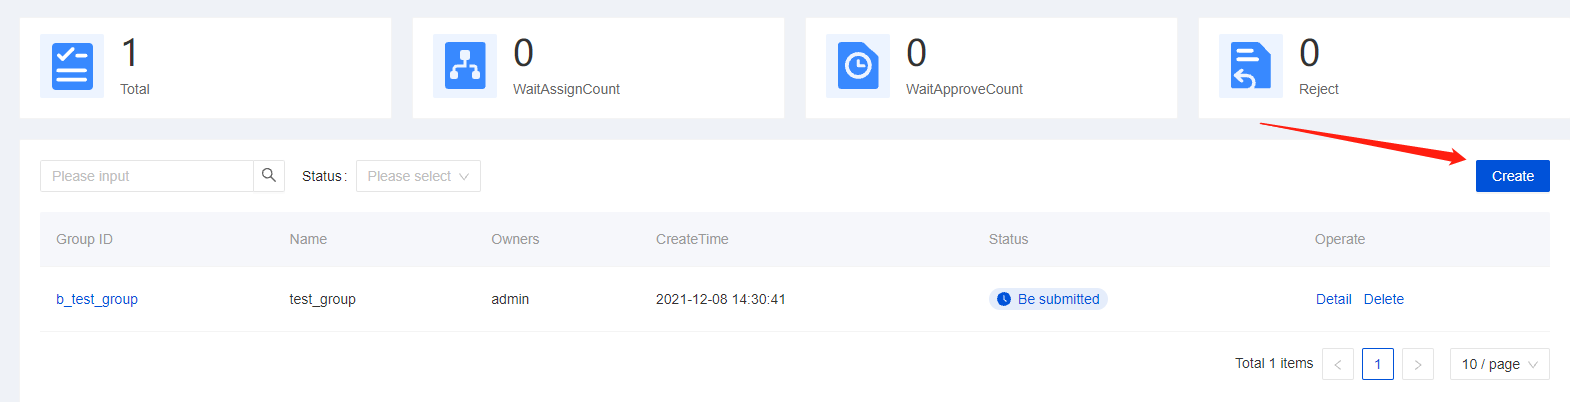 1
Total
0
WaitAssignCount
0
WaitApproveCount
0
Reject
Please input
Status :
Please select
Create
Group ID Name Owners CreateTime Status Operate
b_test_group test_group admin 2021-12-08 14:30:41 Be submitted Detail Delete
Total 1 items < 1 > 10 / page